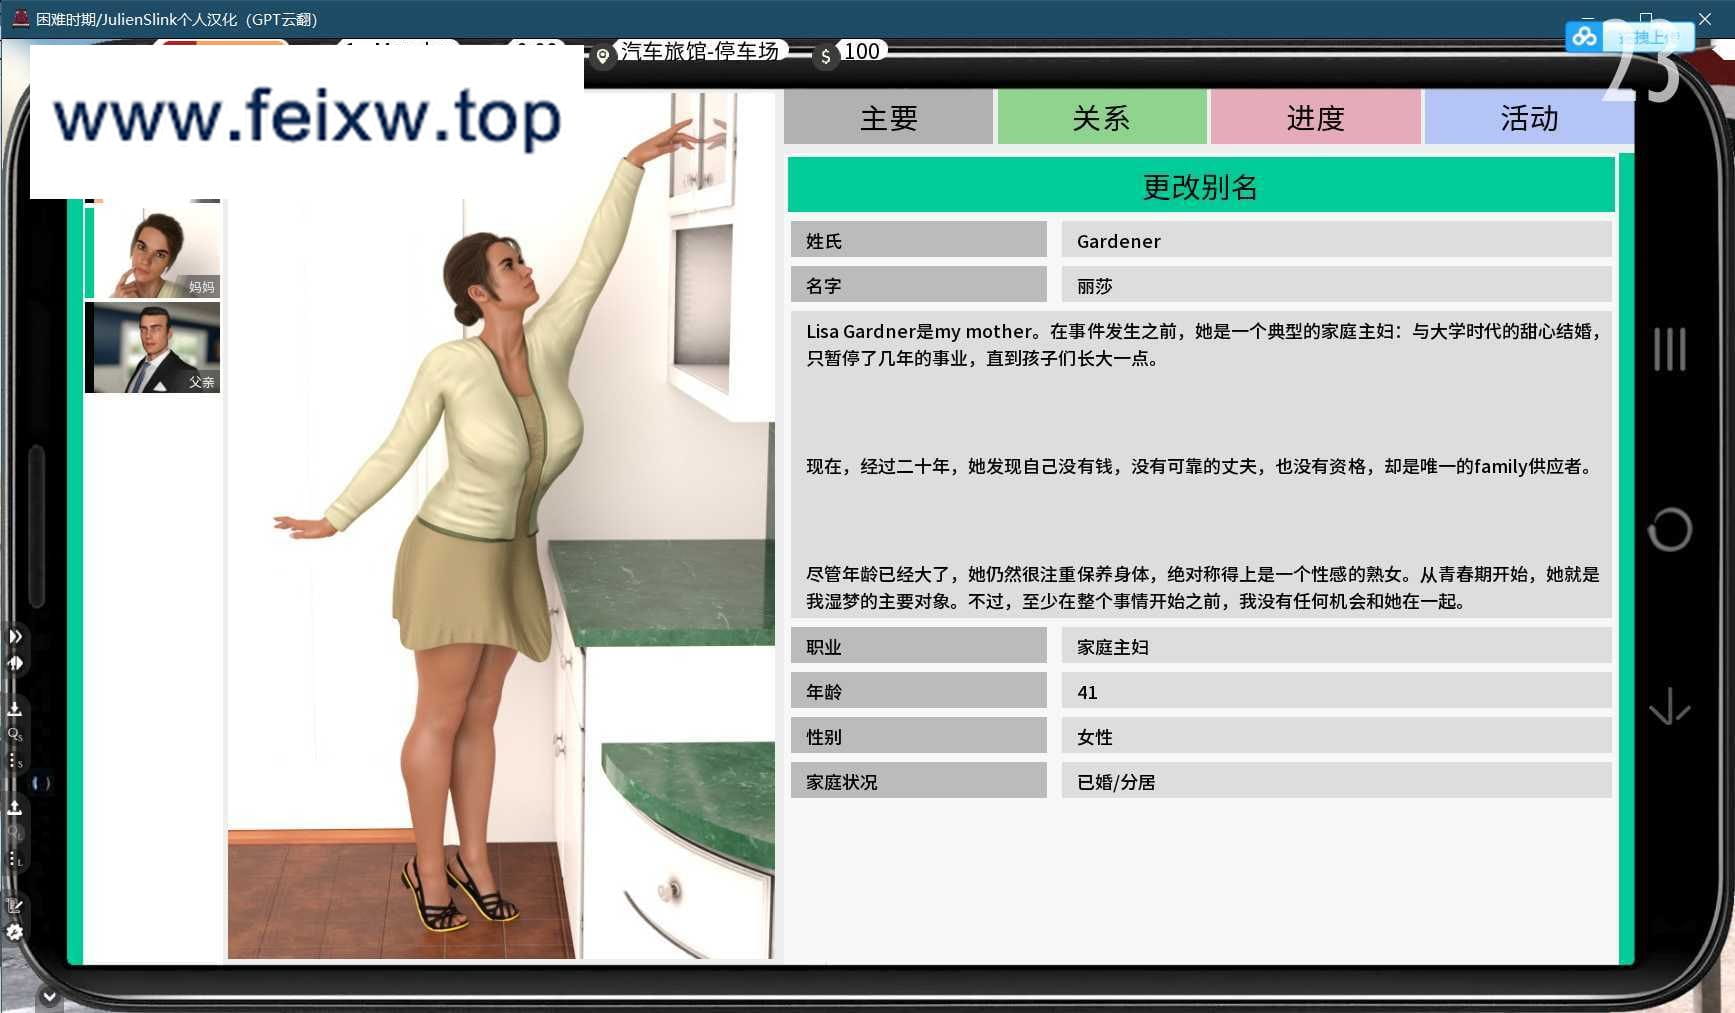 困难时期/JulienSlink个人汉化（GPT云翻）
汽车旅馆-停车场
100
23
www.feixw.top
主要
关系
进度
活动
更改别名
妈妈
父亲
姓氏
Gardener
名字
丽莎
Lisa Gardner是my mother。在事件发生之前，她是一个典型的家庭主妇：与大学时代的甜心结婚，
只暂停了几年的事业，直到孩子们长大一点。
现在，经过二十年，她发现自己没有钱，没有可靠的丈夫，也没有资格，却是唯一的family供应者。
尽管年龄已经大了，她仍然很注重保养身体，绝对称得上是一个性感的熟女。从青春期开始，她就是
我湿梦的主要对象。不过，至少在整个事情开始之前，我没有任何机会和她在一起。
职业
家庭主妇
年龄
41
性别
女性
家庭状况
已婚/分居